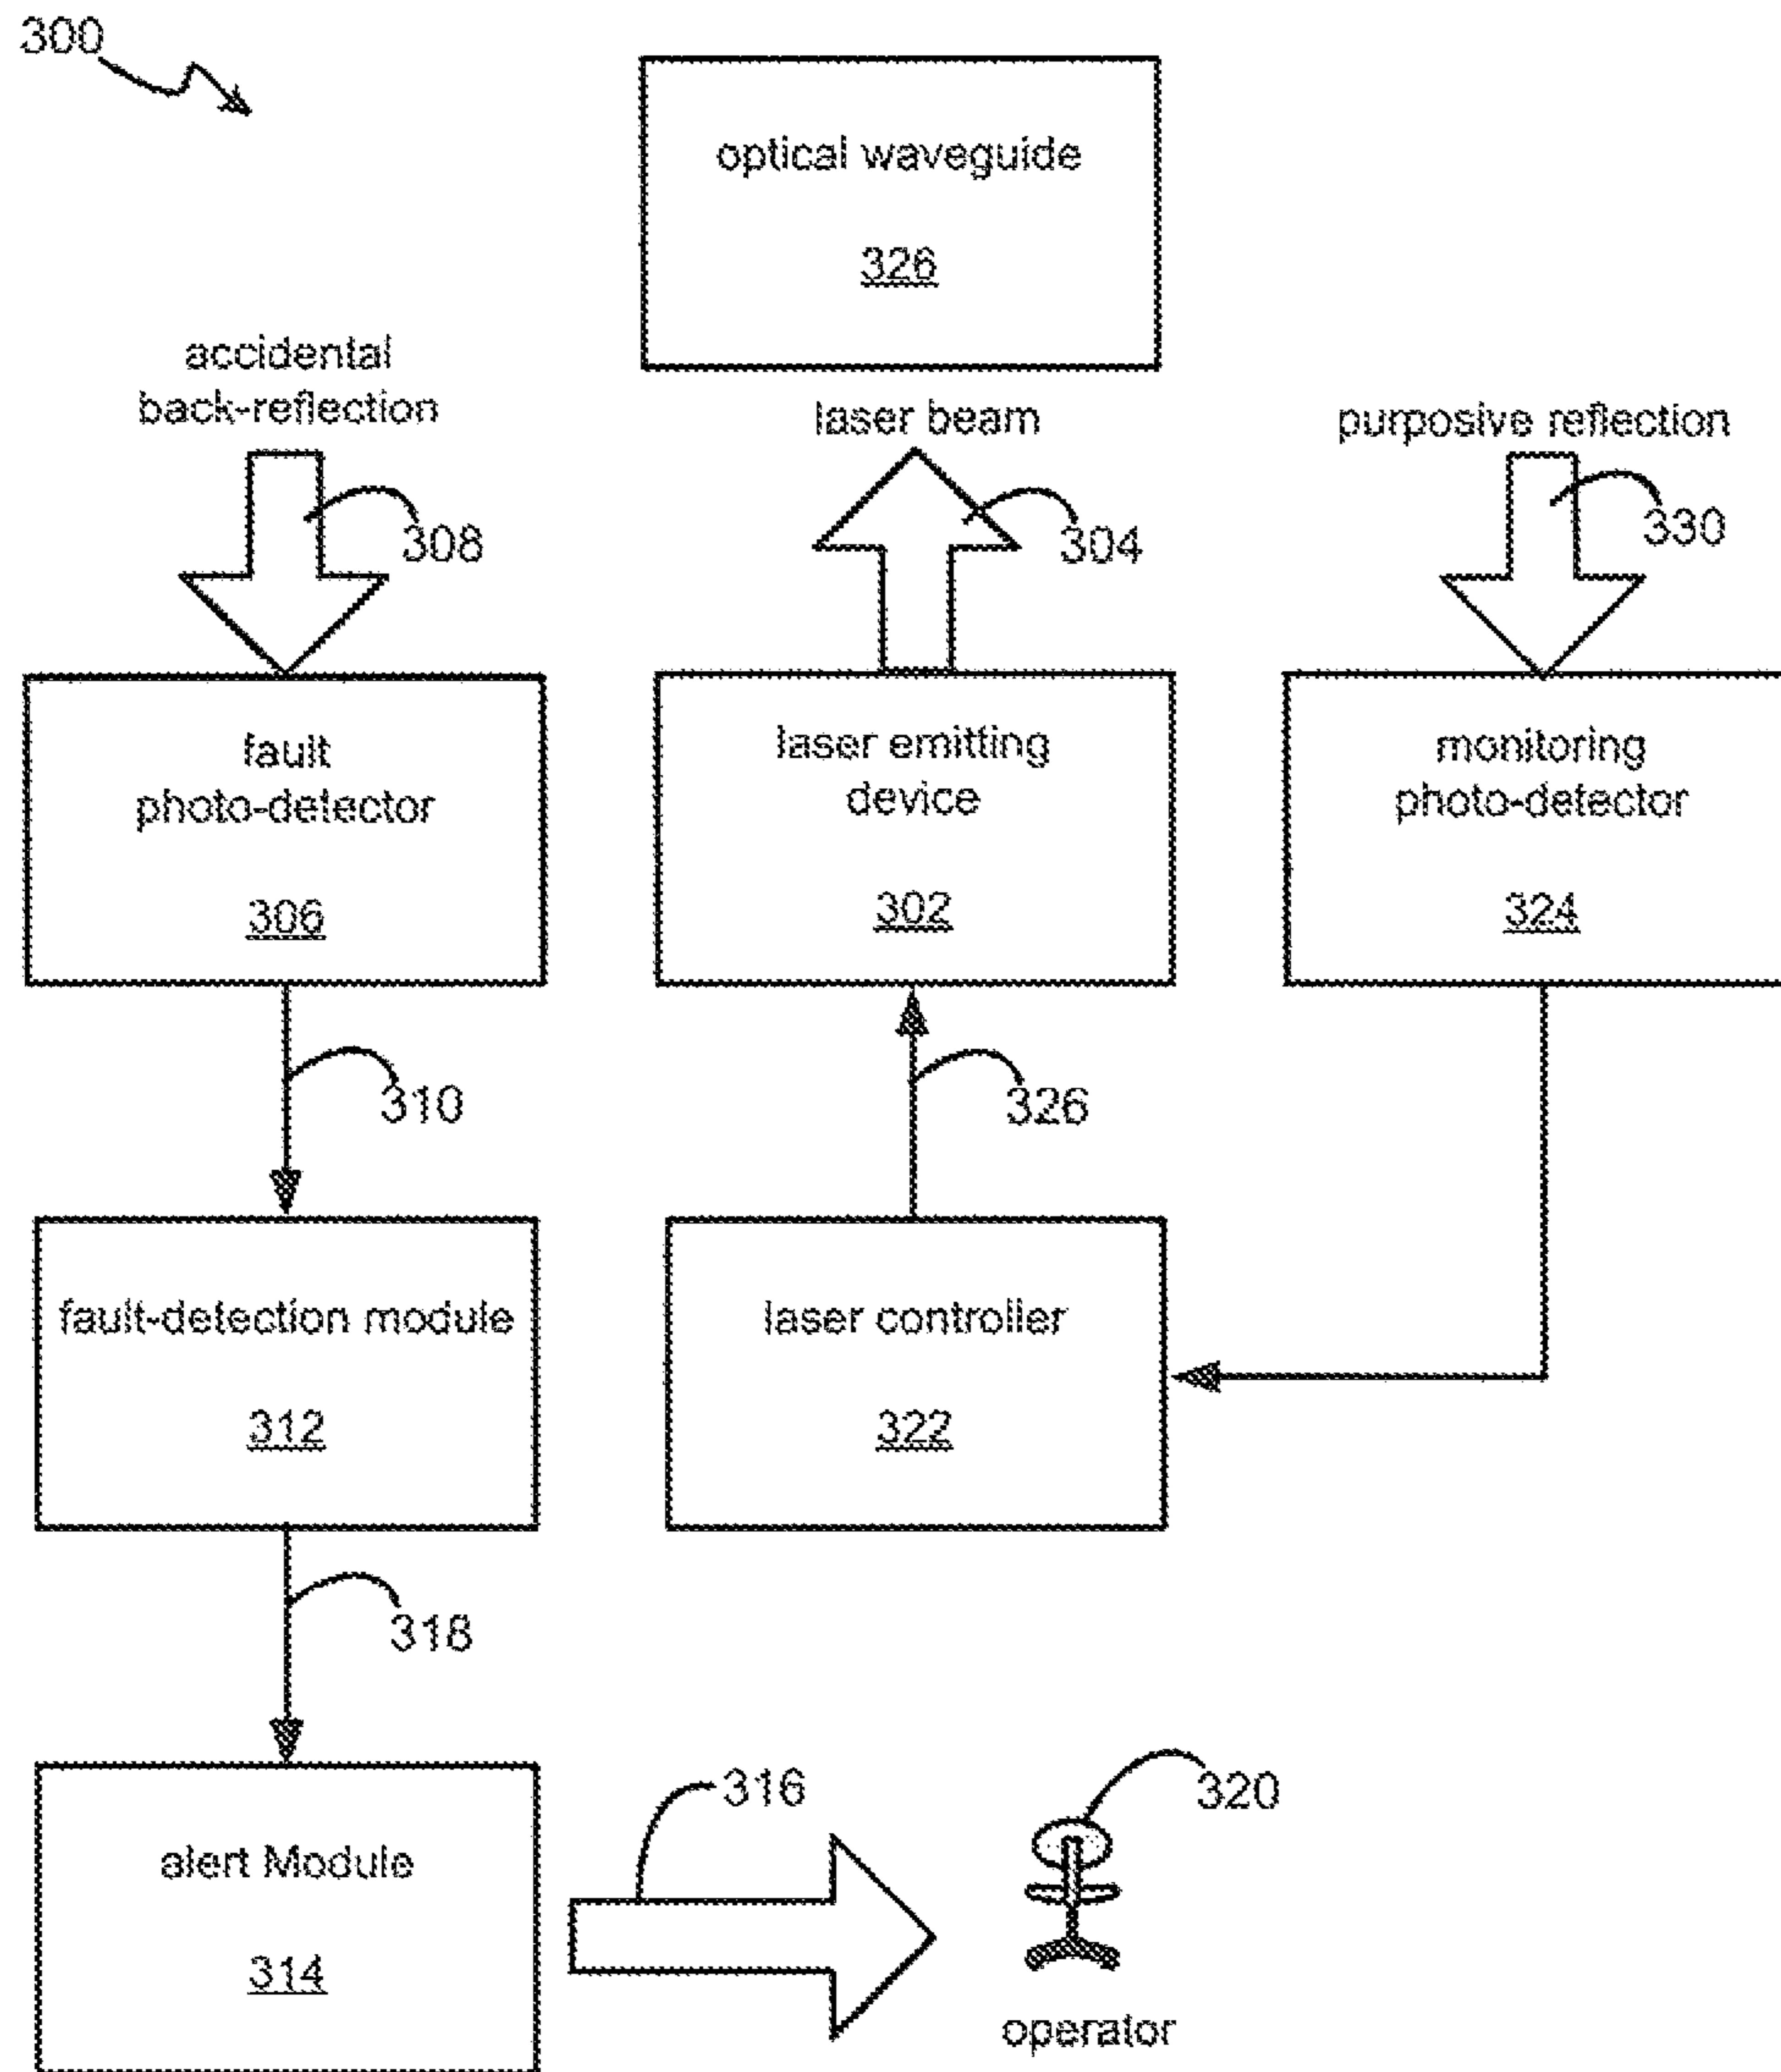 300
optical waveguide
326
accidental
back-reflection
laser beam
purposive reflection
308
304
330
fault
photo-detector
306
laser emitting
device
302
monitoring
photo-detector
324
310
326
fault-detection module
312
laser controller
322
318
alert Module
314
316
320
operator